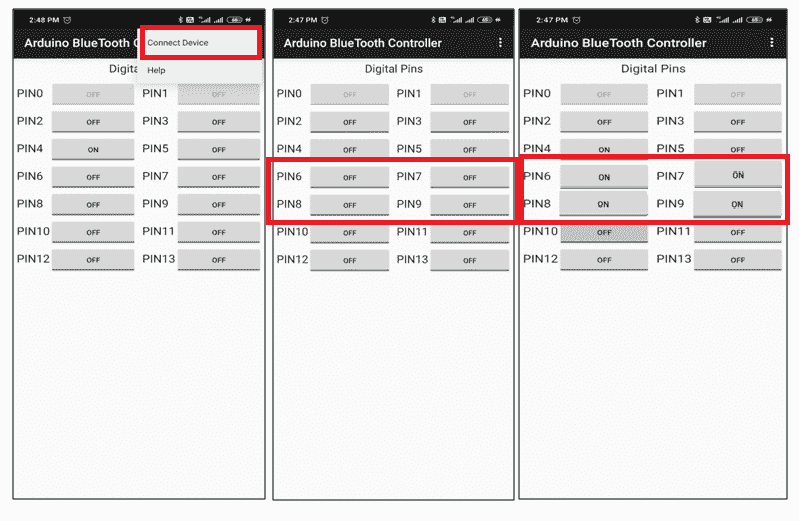 2:48 PM
Arduino BlueTooth C
Connect Device
Help
Digita
PIN0 OFF PIN1 OFF
PIN2 OFF PIN3 OFF
PIN4 ON PIN5 OFF
PIN6 OFF PIN7 OFF
PIN8 OFF PIN9 OFF
PIN10 OFF PIN11 OFF
PIN12 OFF PIN13 OFF
2:47 PM
Arduino BlueTooth Controller
Digital Pins
PIN0 OFF PIN1 OFF
PIN2 OFF PIN3 OFF
PIN4 OFF PIN5 OFF
PIN6 OFF PIN7 OFF
PIN8 OFF PIN9 OFF
PIN10 OFF PIN11 OFF
PIN12 OFF PIN13 OFF
2:47 PM
Arduino BlueTooth Controller
Digital Pins
PIN0 OFF PIN1 OFF
PIN2 OFF PIN3 OFF
PIN4 ON PIN5 OFF
PIN6 ON PIN7 ON
PIN8 ON PIN9 ON
PIN10 OFF PIN11 OFF
PIN12 OFF PIN13 OFF